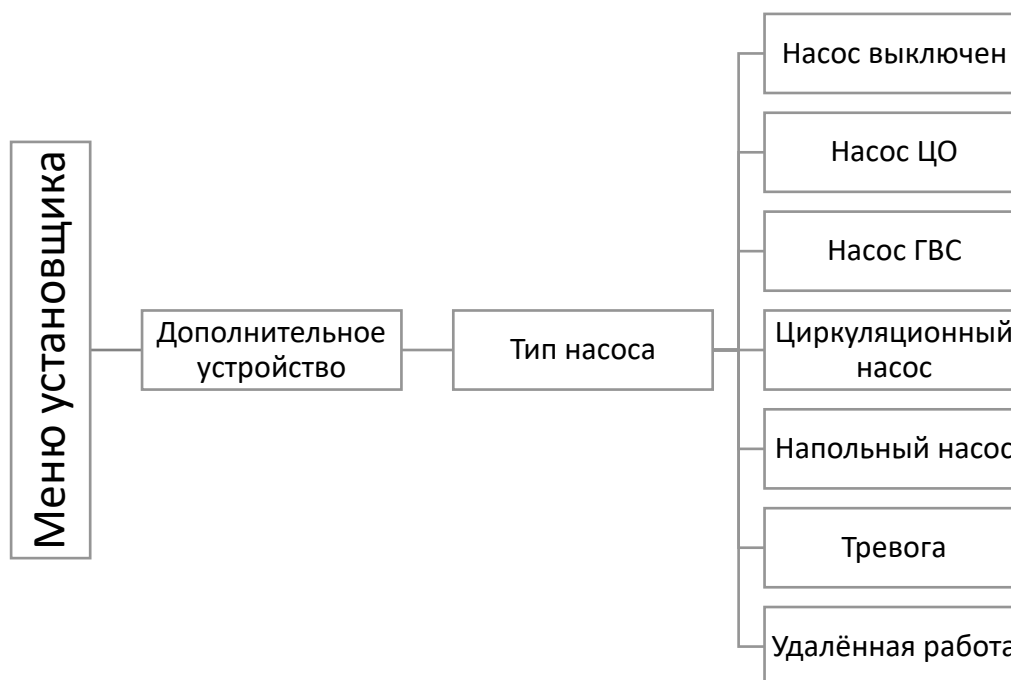 Меню установщика
Дополнительное
устройство
Тип насоса
Насос выключен
Насос ЦО
Насос ГВС
Циркуляционный
насос
Напольный насос
Тревога
Удалённая работа